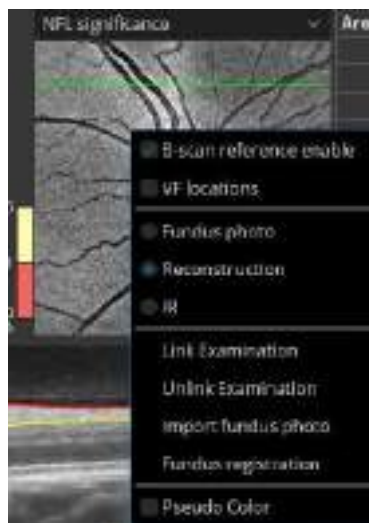 NFL significance
Are
B-scan reference enable
VF locations
Fundus photo
Reconstruction
IR
Link Examination
Unlink Examination
Import fundus photo
Fundus registration
Pseudo Color